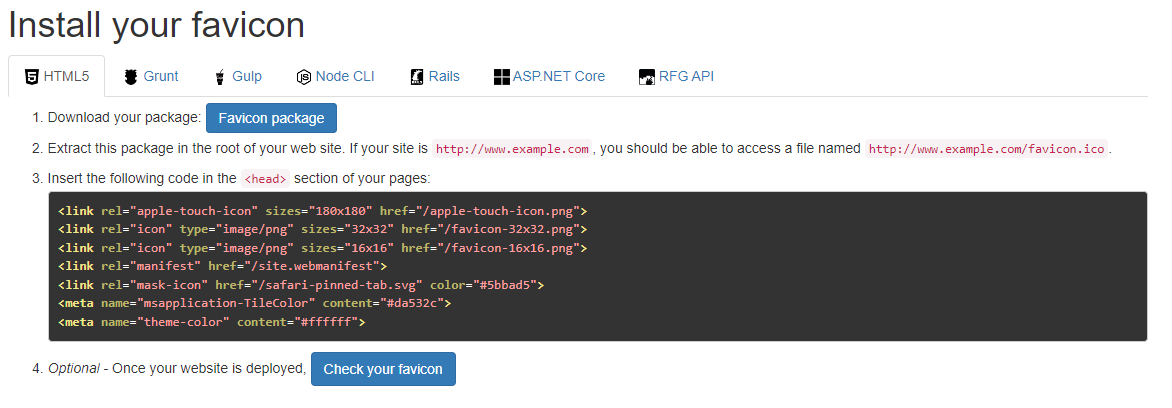 Install your favicon
HTML5 Grunt Gulp Node CLI Rails ASP.NET Core RFG API
1. Download your package: Favicon package
2. Extract this package in the root of your web site. If your site is http://www.example.com, you should be able to access a file named http://www.example.com/favicon.ico.
3. Insert the following code in the <head> section of your pages:
<link rel="apple-touch-icon" sizes="180x180" href="/apple-touch-icon.png">
<link rel="icon" type="image/png" sizes="32x32" href="/favicon-32x32.png">
<link rel="icon" type="image/png" sizes="16x16" href="/favicon-16x16.png">
<link rel="manifest" href="/site.webmanifest">
<link rel="mask-icon" href="/safari-pinned-tab.svg" color="#5bbad5">
<meta name="msapplication-TileColor" content="#da532c">
<meta name="theme-color" content="#ffffff">
4. Optional - Once your website is deployed, Check your favicon